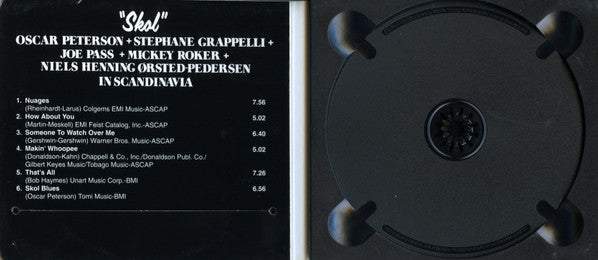 "Skol"
OSCAR PETERSON + STEPHANE GRAPPELLI +
JOE PASS + MICKEY ROKER +
NIELS HENNING ØRSTED-PEDERSEN
IN SCANDINAVIA
1. Nuages 7.56
(Rheinhardt-Larus) Colgems EMI Music-ASCAP
2. How About You 5.02
(Martin-Meskell) EMI Feist Catalog. Inc.-ASCAP
3. Someone To Watch Over Me 6.40
(Gershwin-Gershwin) Warner Bros. Music-ASCAP
4. Makin' Whoopee 5.02
(Donaldson-Kahn) Chappell & Co., Inc./Donaldson Publ. Co./
Gilbert Keyes Music/Tobago Music-ASCAP
5. That's All 7.26
(Bob Haymes) Unart Music Corp.-BMI
6. Skol Blues 6.56
(Oscar Peterson) Tomi Music-BMI